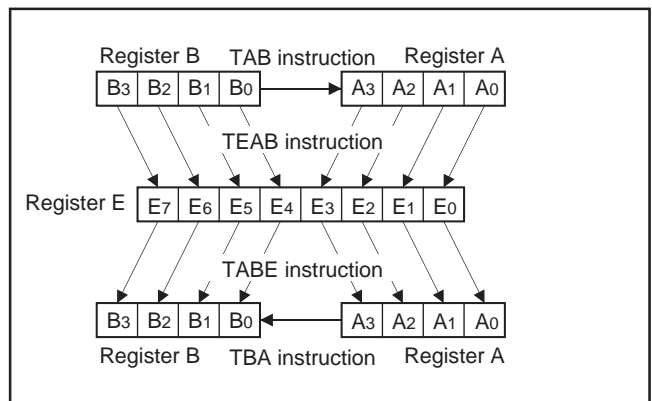 Register B TAB instruction Register A
B3 B2 B1 B0 A3 A2 A1 A0
TEAB instruction
Register E E7 E6 E5 E4 E3 E2 E1 E0
TABE instruction
B3 B2 B1 B0 A3 A2 A1 A0
Register B TBA instruction Register A